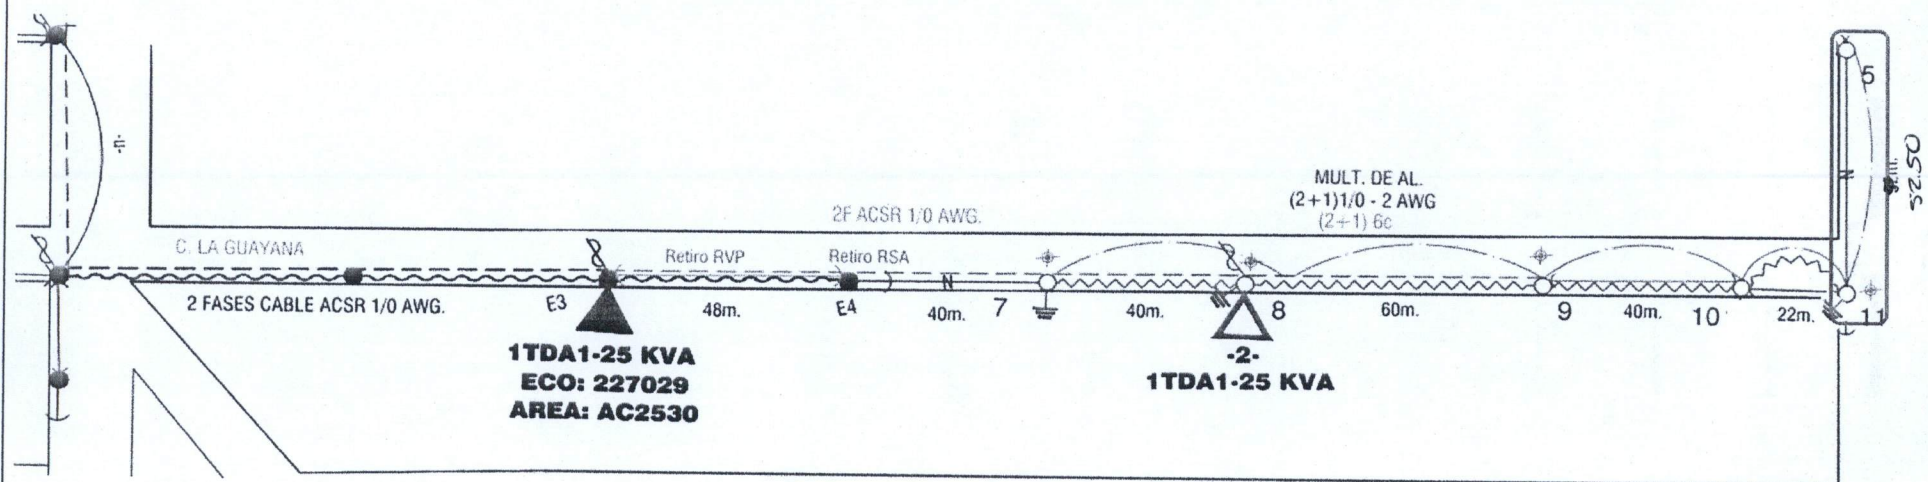 -n-
5
52.50
MULT. DE AL.
(2+1)1/0 - 2 AWG
(2+1) 6c
2F ACSR 1/0 AWG.
C. LA GUAYANA
Retiro RVP
Retiro RSA
N
N
2 FASES CABLE ACSR 1/0 AWG.
E3
48m.
E4
40m.
7
40m.
8
60m.
9
40m.
10
22m.
11
1TDA1-25 KVA
ECO: 227029
AREA: AC2530
-2-
1TDA1-25 KVA